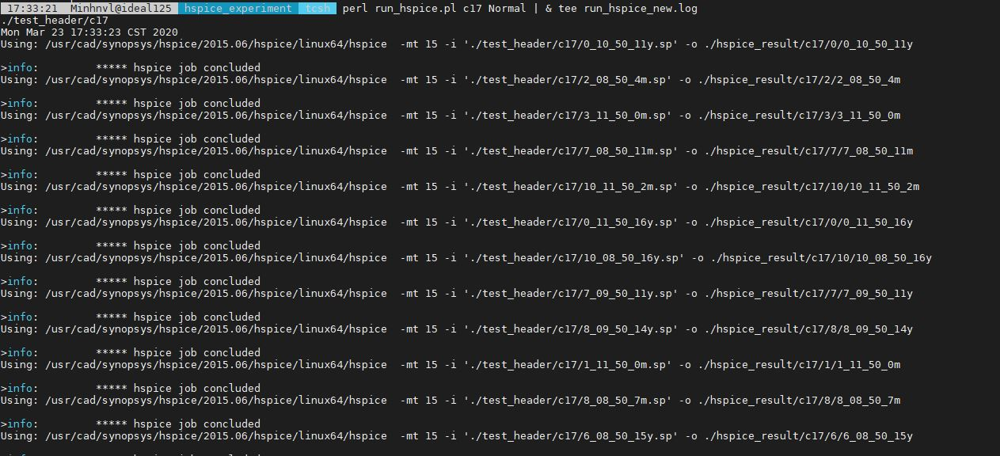 17:33:21 Minhnvl@ideal125 hspice_experiment tcsh perl run_hspice.pl c17 Normal | & tee run_hspice_new.log
./test_header/c17
Mon Mar 23 17:33:23 CST 2020
Using: /usr/cad/synopsys/hspice/2015.06/hspice/linux64/hspice  -mt 15 -i './test_header/c17/0_10_50_11y.sp' -o ./hspice_result/c17/0/0_10_50_11y
>info:         ***** hspice job concluded
Using: /usr/cad/synopsys/hspice/2015.06/hspice/linux64/hspice  -mt 15 -i './test_header/c17/2_08_50_4m.sp' -o ./hspice_result/c17/2/2_08_50_4m
>info:         ***** hspice job concluded
Using: /usr/cad/synopsys/hspice/2015.06/hspice/linux64/hspice  -mt 15 -i './test_header/c17/3_11_50_0m.sp' -o ./hspice_result/c17/3/3_11_50_0m
>info:         ***** hspice job concluded
Using: /usr/cad/synopsys/hspice/2015.06/hspice/linux64/hspice  -mt 15 -i './test_header/c17/7_08_50_11m.sp' -o ./hspice_result/c17/7/7_08_50_11m
>info:         ***** hspice job concluded
Using: /usr/cad/synopsys/hspice/2015.06/hspice/linux64/hspice  -mt 15 -i './test_header/c17/10_11_50_2m.sp' -o ./hspice_result/c17/10/10_11_50_2m
>info:         ***** hspice job concluded
Using: /usr/cad/synopsys/hspice/2015.06/hspice/linux64/hspice  -mt 15 -i './test_header/c17/0_11_50_16y.sp' -o ./hspice_result/c17/0/0_11_50_16y
>info:         ***** hspice job concluded
Using: /usr/cad/synopsys/hspice/2015.06/hspice/linux64/hspice  -mt 15 -i './test_header/c17/10_08_50_16y.sp' -o ./hspice_result/c17/10/10_08_50_16y
>info:         ***** hspice job concluded
Using: /usr/cad/synopsys/hspice/2015.06/hspice/linux64/hspice  -mt 15 -i './test_header/c17/7_09_50_11y.sp' -o ./hspice_result/c17/7/7_09_50_11y
>info:         ***** hspice job concluded
Using: /usr/cad/synopsys/hspice/2015.06/hspice/linux64/hspice  -mt 15 -i './test_header/c17/8_09_50_14y.sp' -o ./hspice_result/c17/8/8_09_50_14y
>info:         ***** hspice job concluded
Using: /usr/cad/synopsys/hspice/2015.06/hspice/linux64/hspice  -mt 15 -i './test_header/c17/1_11_50_0m.sp' -o ./hspice_result/c17/1/1_11_50_0m
>info:         ***** hspice job concluded
Using: /usr/cad/synopsys/hspice/2015.06/hspice/linux64/hspice  -mt 15 -i './test_header/c17/8_08_50_7m.sp' -o ./hspice_result/c17/8/8_08_50_7m
>info:         ***** hspice job concluded
Using: /usr/cad/synopsys/hspice/2015.06/hspice/linux64/hspice  -mt 15 -i './test_header/c17/6_08_50_15y.sp' -o ./hspice_result/c17/6/6_08_50_15y